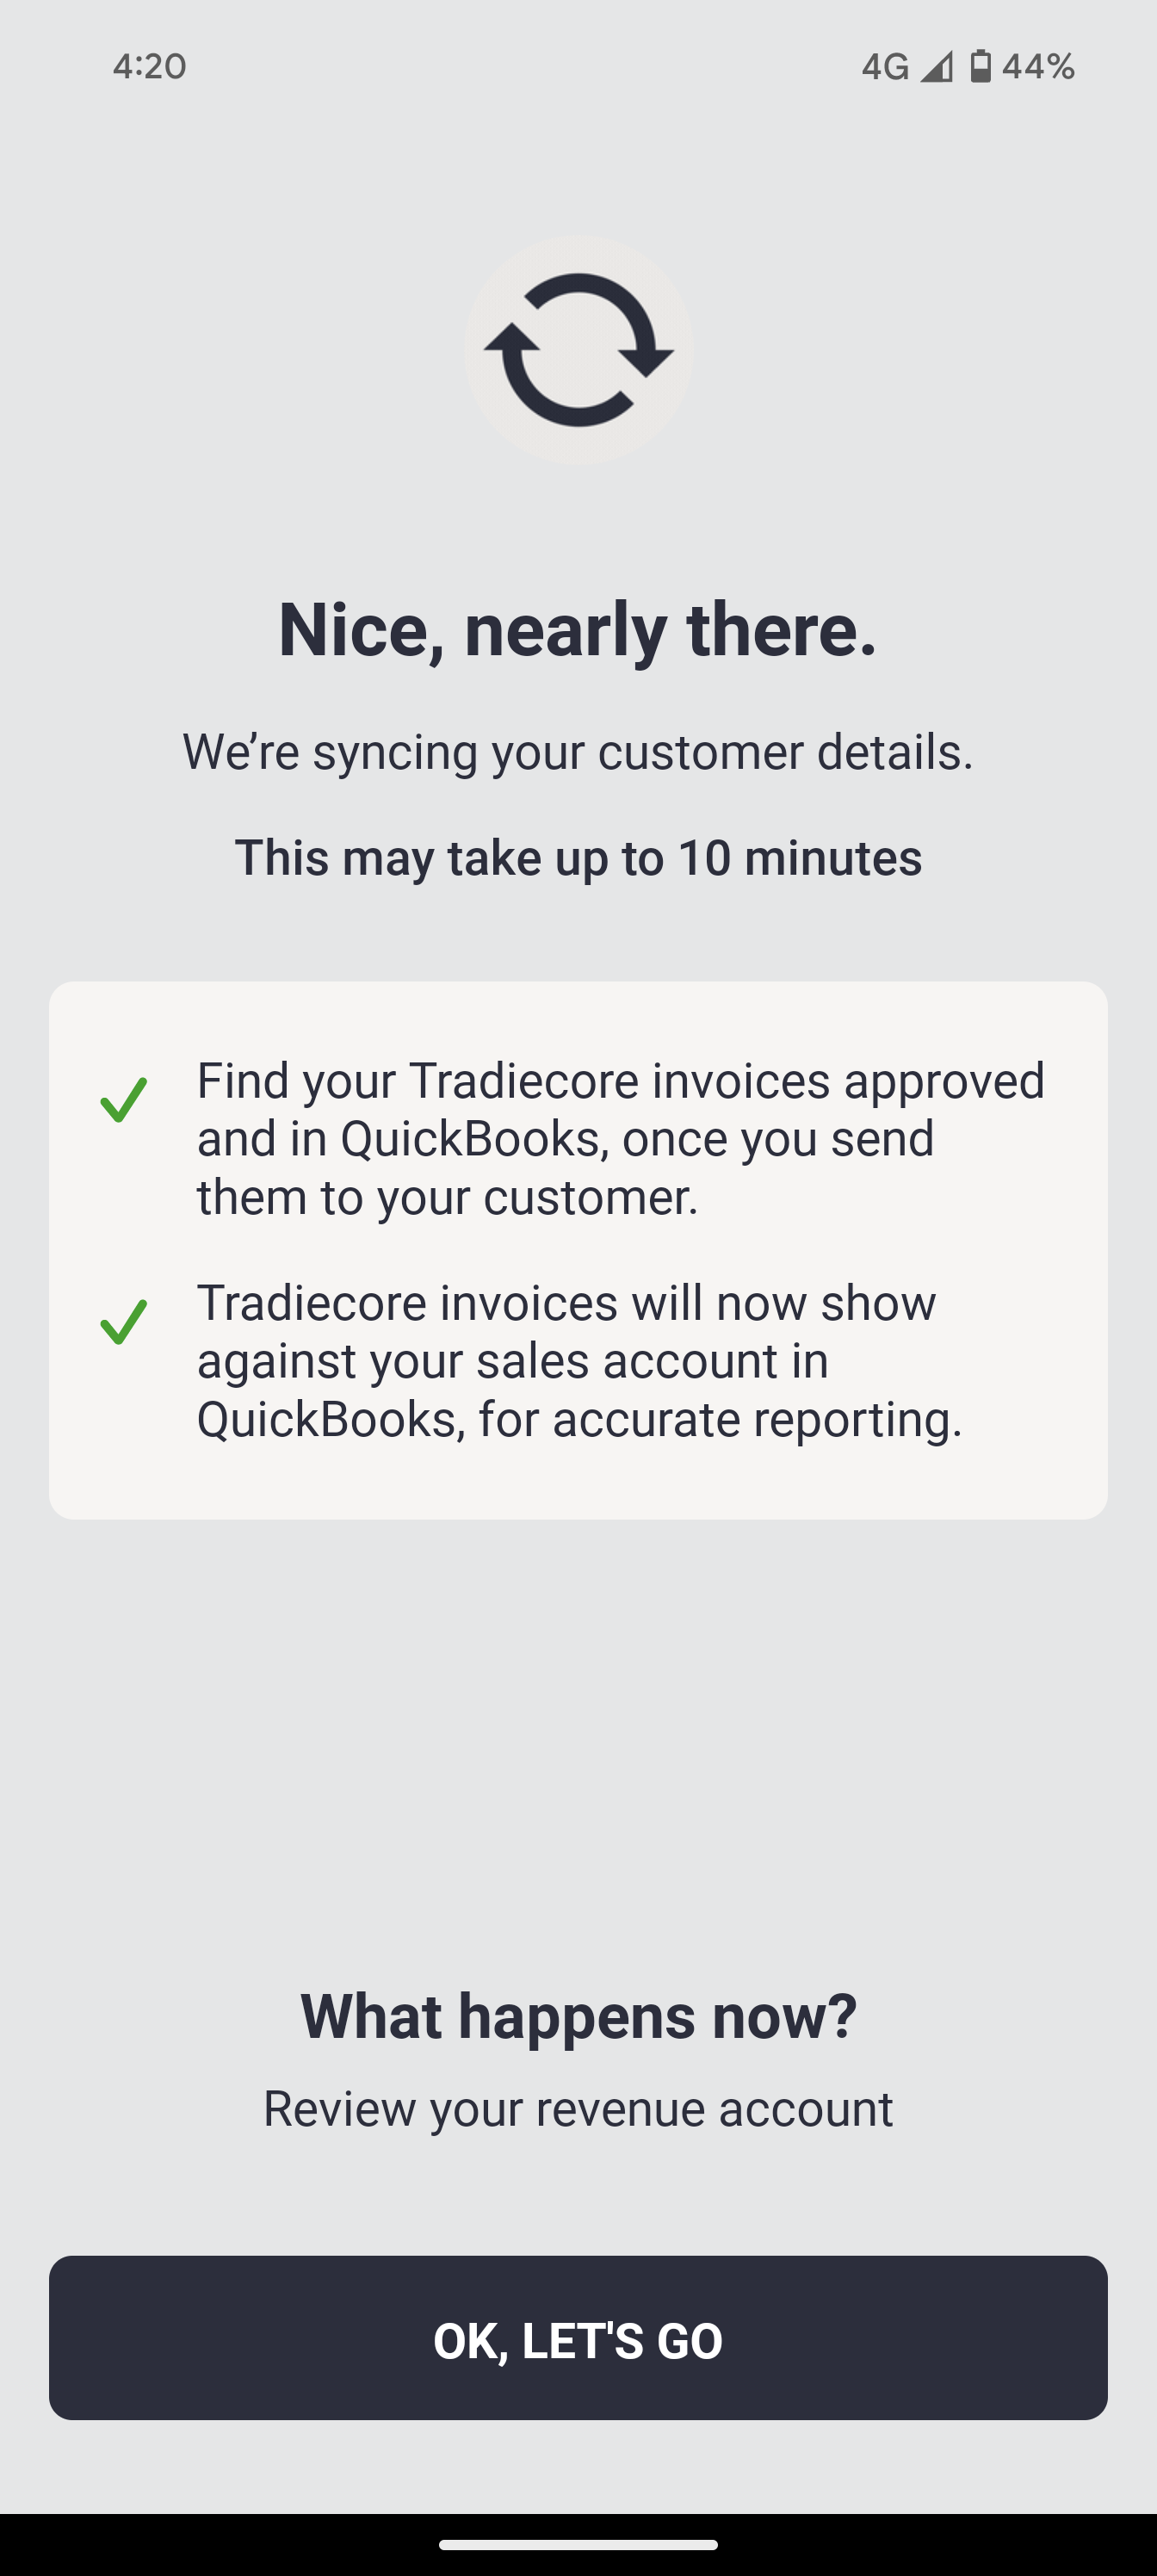 4:20
4G 44%
Nice, nearly there.
We’re syncing your customer details.
This may take up to 10 minutes
Find your Tradiecore invoices approved
and in QuickBooks, once you send
them to your customer.
Tradiecore invoices will now show
against your sales account in
QuickBooks, for accurate reporting.
What happens now?
Review your revenue account
OK, LET'S GO